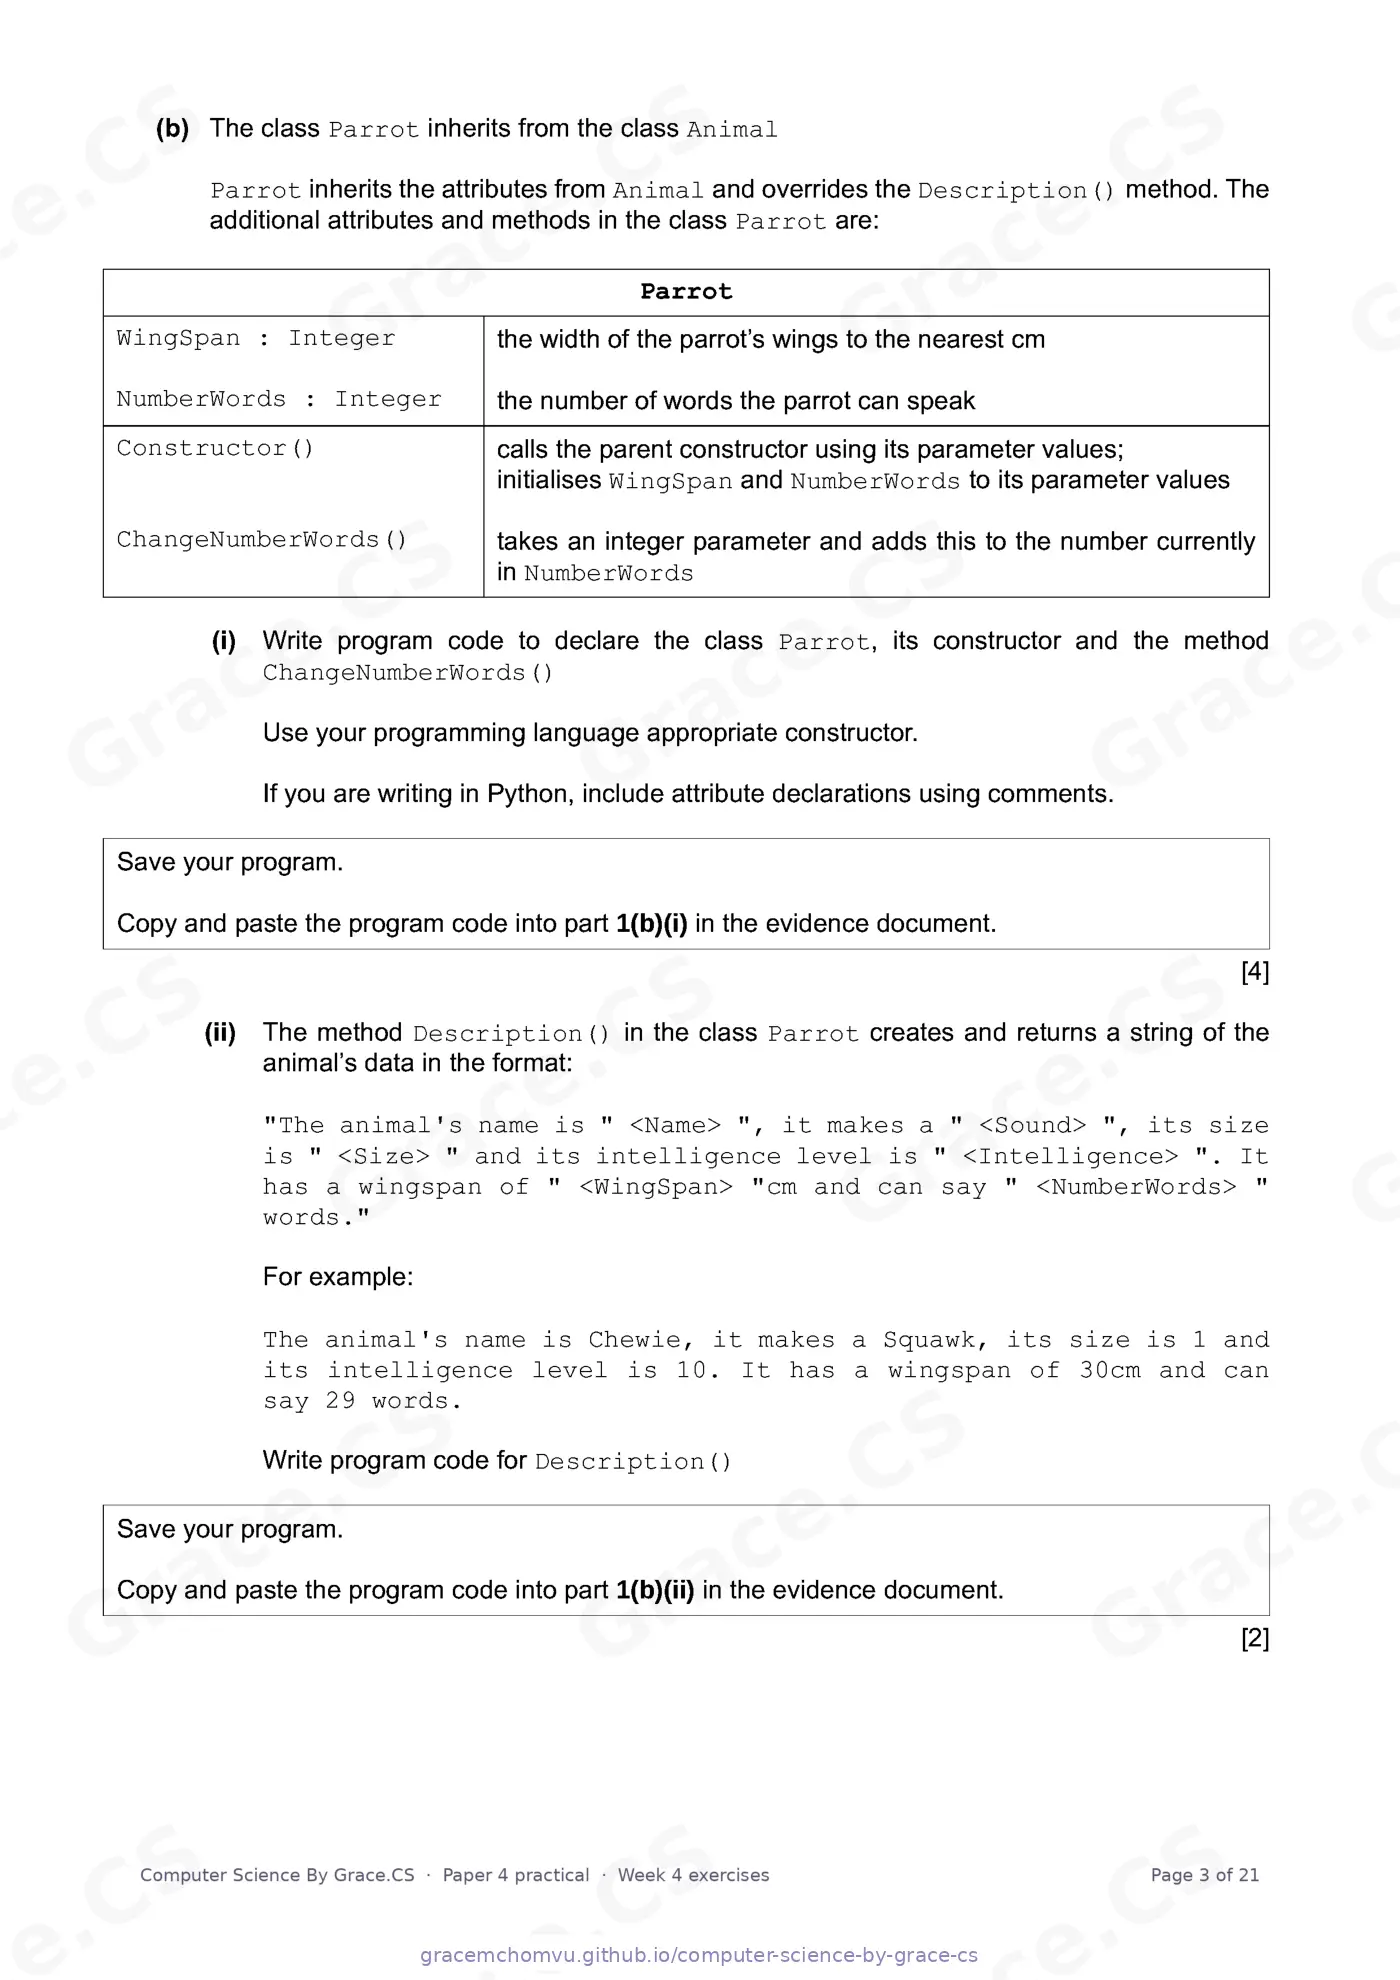 (b) The class Parrot inherits from the class Animal
Parrot inherits the attributes from Animal and overrides the Description() method. The
additional attributes and methods in the class Parrot are:
Parrot
WingSpan : Integer the width of the parrot's wings to the nearest cm
NumberWords : Integer the number of words the parrot can speak
Constructor() calls the parent constructor using its parameter values;
initialises WingSpan and NumberWords to its parameter values
ChangeNumberWords() takes an integer parameter and adds this to the number currently
in NumberWords
(i) Write program code to declare the class Parrot, its constructor and the method
ChangeNumberWords()
Use your programming language appropriate constructor.
If you are writing in Python, include attribute declarations using comments.
Save your program.
Copy and paste the program code into part 1(b)(i) in the evidence document.
[4]
(ii) The method Description() in the class Parrot creates and returns a string of the
animal's data in the format:
"The animal's name is " <Name> ", it makes a " <Sound> ", its size
is " <Size> " and its intelligence level is " <Intelligence> ". It
has a wingspan of " <WingSpan> "cm and can say " <NumberWords> "
words."
For example:
The animal's name is Chewie, it makes a Squawk, its size is 1 and
its intelligence level is 10. It has a wingspan of 30cm and can
say 29 words.
Write program code for Description()
Save your program.
Copy and paste the program code into part 1(b)(ii) in the evidence document.
[2]
Computer Science By Grace.CS · Paper 4 practical · Week 4 exercises Page 3 of 21
gracemchomvu.github.io/computer-science-by-grace-cs